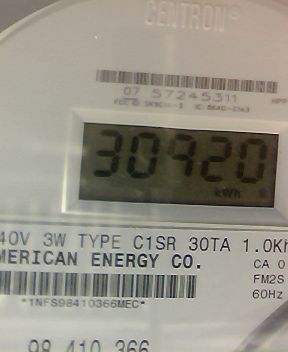 CENTRON®
07 57245311
30920
kWh
40V 3W TYPE C1SR 30TA 1.0Kh
MERICAN ENERGY CO.
CA 0
FM2S
60Hz
*1NFS98410366MEC*
98 410 366